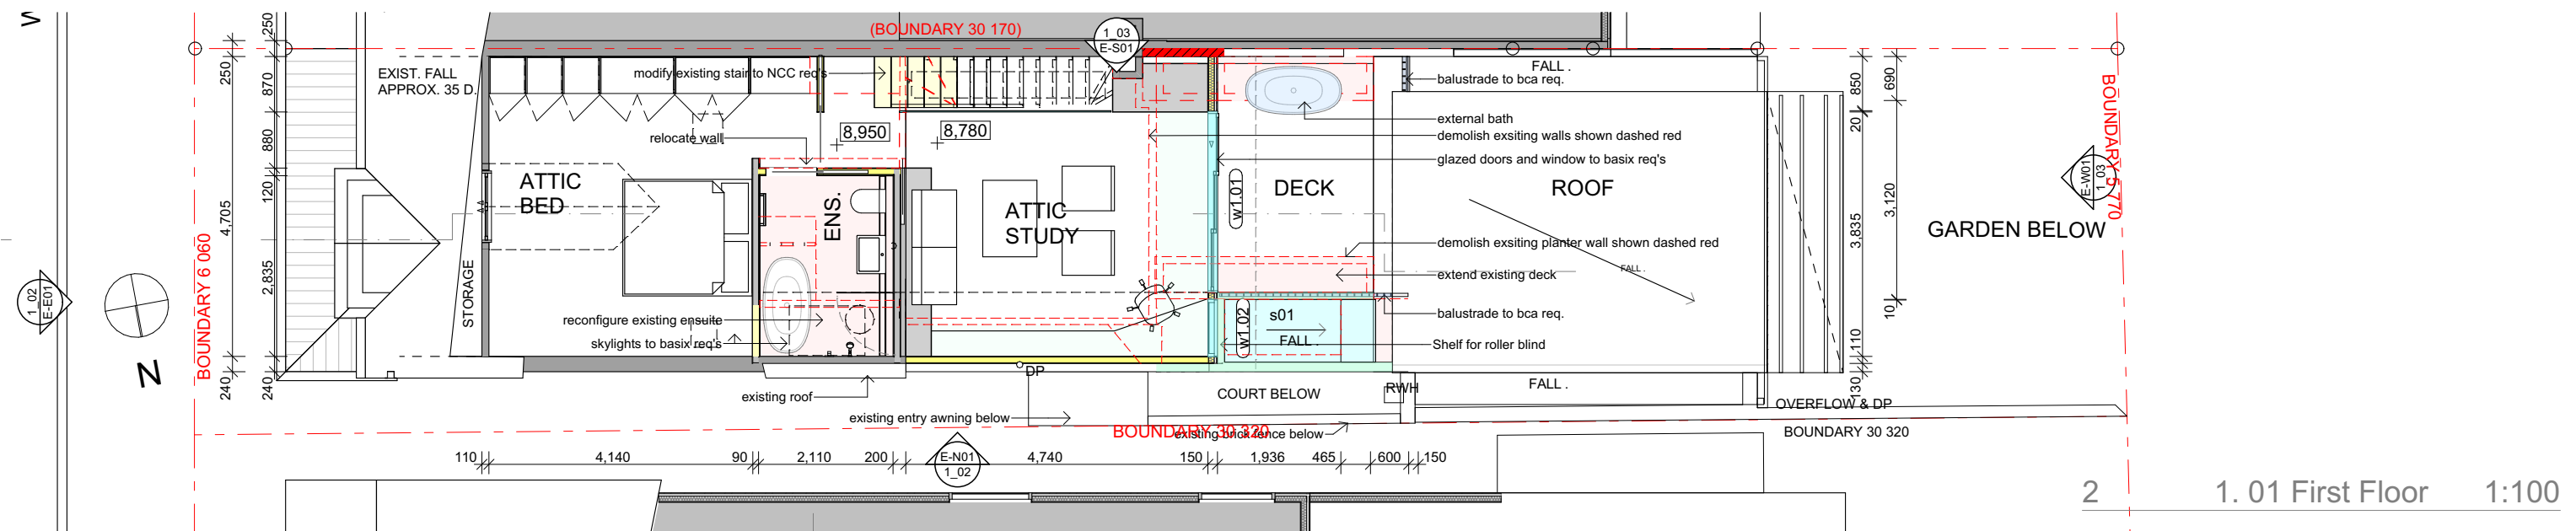 W
250
250
(BOUNDARY 30 170)
1_03
E-S01
EXIST. FALL
APPROX. 35 D.
870
modify existing stair to NCC req's
FALL .
balustrade to bca req.
850
690
BOUNDARY 5 770
external bath
20
880
relocate wall
8,950
8,780
demolish exsiting walls shown dashed red
glazed doors and window to basix req's
E-W01
1_03
120
4,705
ATTIC
BED
ENS.
ATTIC
STUDY
w1.01
DECK
ROOF
3,120
3,835
GARDEN BELOW
BOUNDARY 6 060
demolish exsiting planter wall shown dashed red
2,835
STORAGE
extend existing deck
FALL .
1_02
E-E01
reconfigure existing ensuite
s01
w1.02
balustrade to bca req.
10
skylights to basix req's
FALL .
Shelf for roller blind
110
N
240
240
DP
existing roof
COURT BELOW
RWH
FALL .
130
OVERFLOW & DP
existing entry awning below
BOUNDARY 30 320
existing brick fence below
BOUNDARY 30 320
110
4,140
90
2,110
200
E-N01
1_02
4,740
150
1,936
465
600
150
2
1. 01 First Floor
1:100